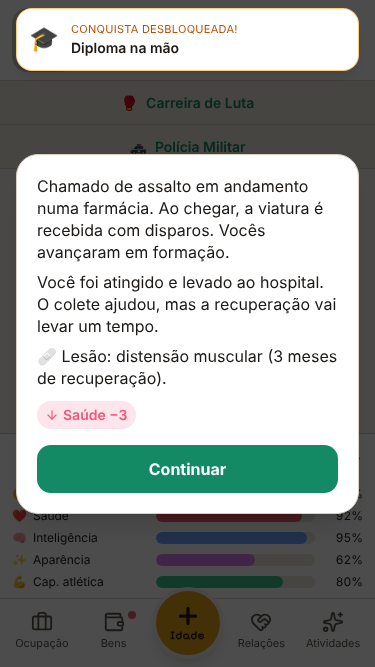 CONQUISTA DESBLOQUEADA!
Diploma na mão
Carreira de Luta
Polícia Militar
Chamado de assalto em andamento
numa farmácia. Ao chegar, a viatura é
recebida com disparos. Vocês
avançaram em formação.
Você foi atingido e levado ao hospital.
O colete ajudou, mas a recuperação vai
levar um tempo.
Lesão: distensão muscular (3 meses
de recuperação).
↓ Saúde −3
Continuar
Saúde 92%
Inteligência 95%
Aparência 62%
Cap. atlética 80%
Ocupação
Bens
Idade
Relações
Atividades